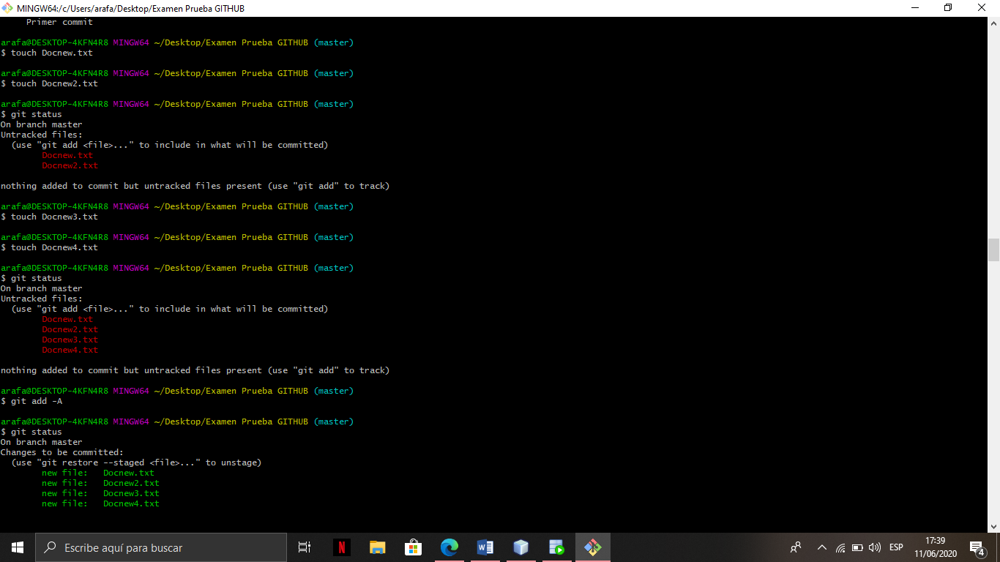 MINGW64:/c/Users/arafa/Desktop/Examen Prueba GITHUB
Primer commit
arafa@DESKTOP-4KFN4R8 MINGW64 ~/Desktop/Examen Prueba GITHUB (master)
$ touch Docnew.txt
arafa@DESKTOP-4KFN4R8 MINGW64 ~/Desktop/Examen Prueba GITHUB (master)
$ touch Docnew2.txt
arafa@DESKTOP-4KFN4R8 MINGW64 ~/Desktop/Examen Prueba GITHUB (master)
$ git status
On branch master
Untracked files:
(use "git add <file>..." to include in what will be committed)
Docnew.txt
Docnew2.txt
nothing added to commit but untracked files present (use "git add" to track)
arafa@DESKTOP-4KFN4R8 MINGW64 ~/Desktop/Examen Prueba GITHUB (master)
$ touch Docnew3.txt
arafa@DESKTOP-4KFN4R8 MINGW64 ~/Desktop/Examen Prueba GITHUB (master)
$ touch Docnew4.txt
arafa@DESKTOP-4KFN4R8 MINGW64 ~/Desktop/Examen Prueba GITHUB (master)
$ git status
On branch master
Untracked files:
(use "git add <file>..." to include in what will be committed)
Docnew.txt
Docnew2.txt
Docnew3.txt
Docnew4.txt
nothing added to commit but untracked files present (use "git add" to track)
arafa@DESKTOP-4KFN4R8 MINGW64 ~/Desktop/Examen Prueba GITHUB (master)
$ git add -A
arafa@DESKTOP-4KFN4R8 MINGW64 ~/Desktop/Examen Prueba GITHUB (master)
$ git status
On branch master
Changes to be committed:
(use "git restore --staged <file>..." to unstage)
new file:   Docnew.txt
new file:   Docnew2.txt
new file:   Docnew3.txt
new file:   Docnew4.txt
Escribe aquí para buscar
N
W
ESP
17:39
11/06/2020
4